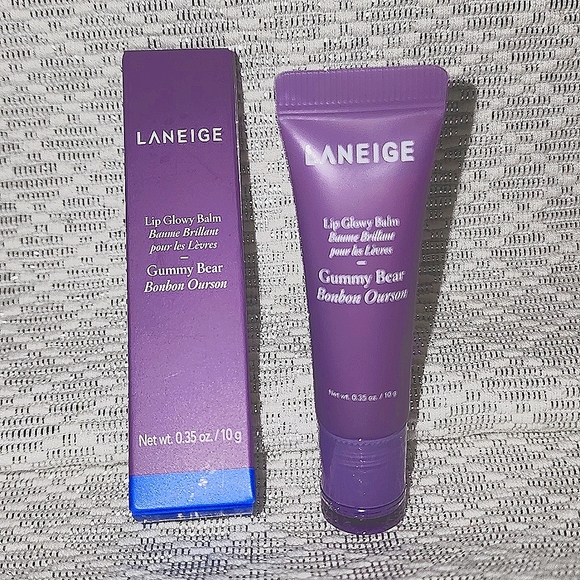 LANEIGE
Lip Glowy Balm
Baume Brillant
pour les Lèvres
Gummy Bear
Bonbon Ourson
Net wt. 0.35 oz. / 10 g
LANEIGE
Lip Glowy Balm
Baume Brillant
pour les Lèvres
Gummy Bear
Bonbon Ourson
Net wt. 0.35 oz. / 10 g